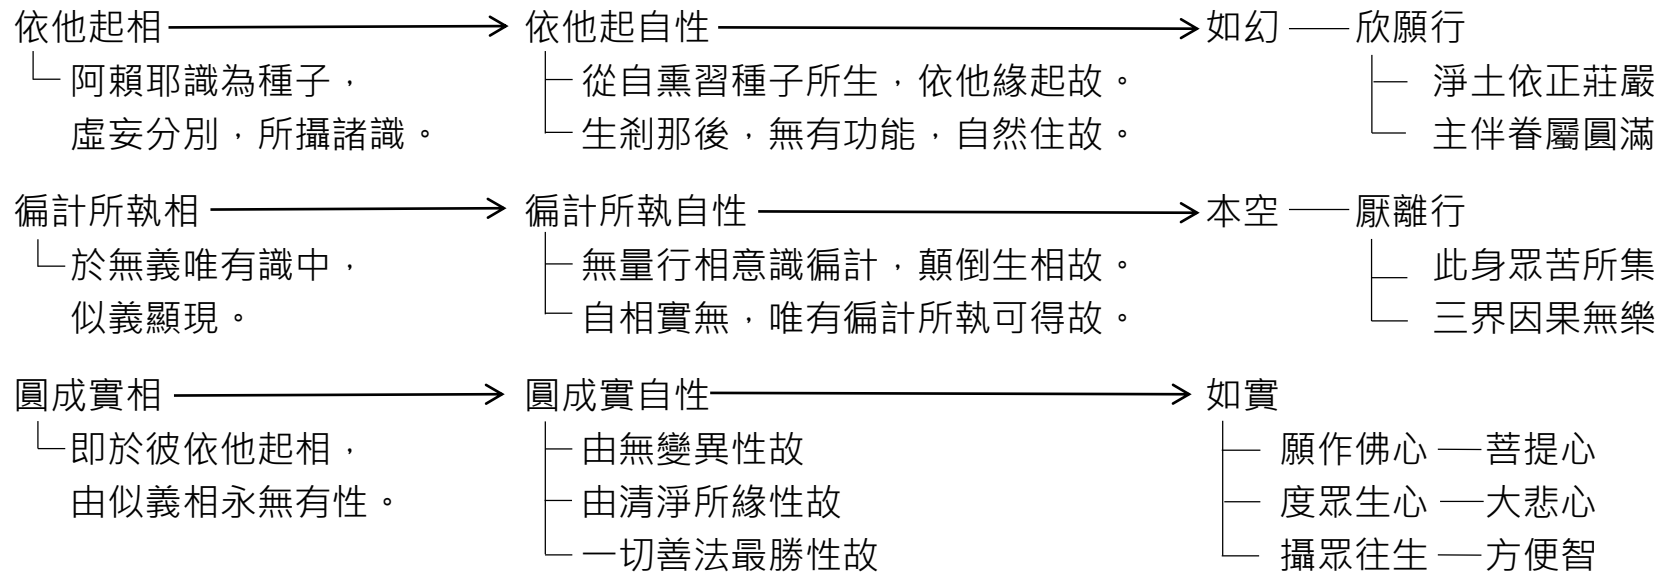 依他起相 依他起自性 如幻 欣願行
阿賴耶識為種子， 從自熏習種子所生，依他緣起故。 淨土依正莊嚴
虛妄分別，所攝諸識。 生剎那後，無有功能，自然住故。 主伴眷屬圓滿
徧計所執相 徧計所執自性 本空 厭離行
於無義唯有識中， 無量行相意識徧計，顛倒生相故。 此身眾苦所集
似義顯現。 自相實無，唯有徧計所執可得故。 三界因果無樂
圓成實相 圓成實自性 如實
即於彼依他起相， 由無變異性故 願作佛心 菩提心
由似義相永無有性。 由清淨所緣性故 度眾生心 大悲心
一切善法最勝性故 攝眾往生 方便智